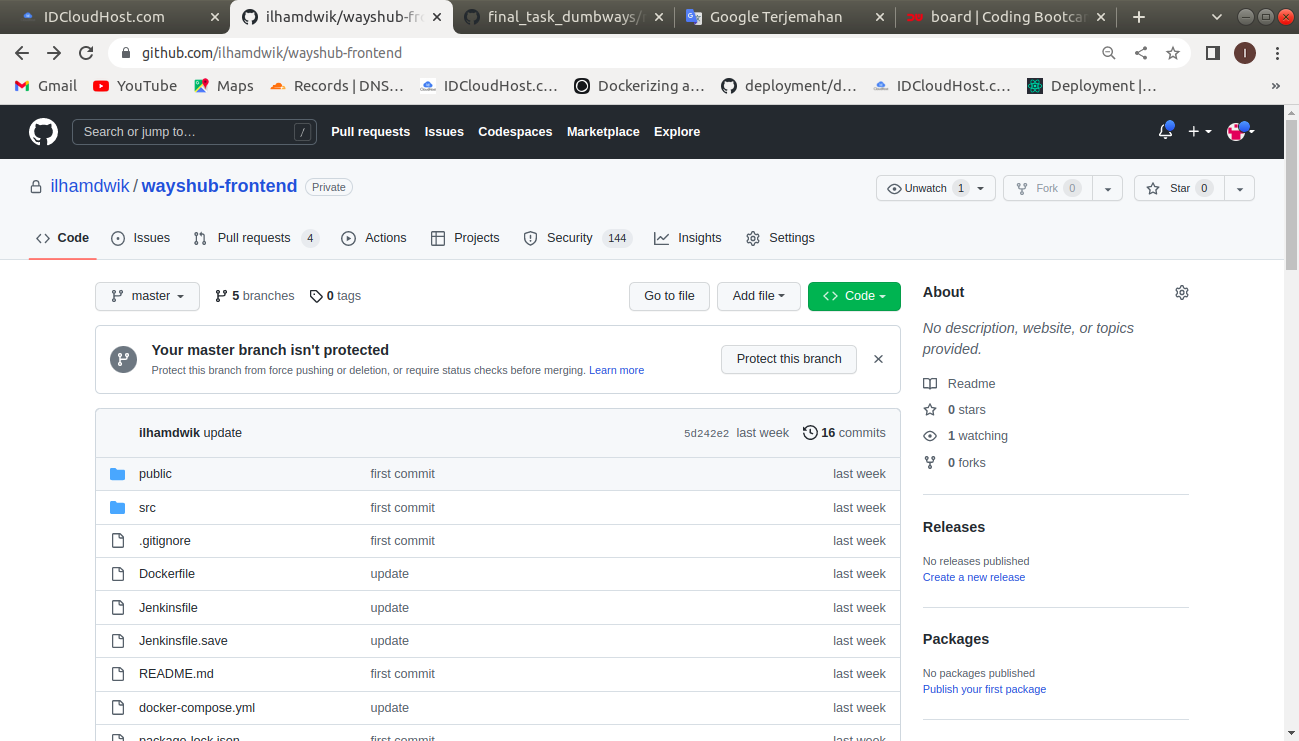 IDCloudHost.com
ilhamdwik/wayshub-fr
final_task_dumbways/
Google Terjemahan
board | Coding Bootcar
github.com/ilhamdwik/wayshub-frontend
I
Gmail
YouTube
Maps
Records | DNS…
IDCloudHost.c…
Dockerizing a…
deployment/d…
IDCloudHost.c…
Deployment |…
»
Search or jump to…
/
Pull requests
Issues
Codespaces
Marketplace
Explore
ilhamdwik / wayshub-frontend
Private
Unwatch 1
Fork 0
Star 0
Code
Issues
Pull requests 4
Actions
Projects
Security 144
Insights
Settings
master
5 branches
0 tags
Go to file
Add file
Code
Your master branch isn't protected
Protect this branch from force pushing or deletion, or require status checks before merging. Learn more
Protect this branch
ilhamdwik update
5d242e2 last week
16 commits
public first commit last week
src first commit last week
.gitignore first commit last week
Dockerfile update last week
Jenkinsfile update last week
Jenkinsfile.save update last week
README.md first commit last week
docker-compose.yml update last week
package-lock.json first commit last week
About
No description, website, or topics
provided.
Readme
0 stars
1 watching
0 forks
Releases
No releases published
Create a new release
Packages
No packages published
Publish your first package